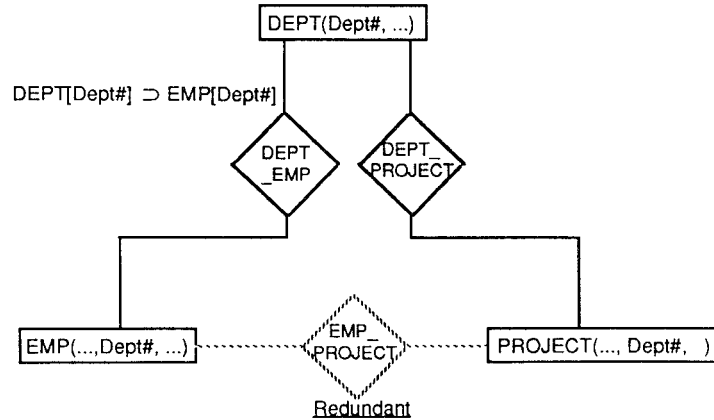 DEPT(Dept#, ...)
DEPT[Dept#] ⊃ EMP[Dept#]
DEPT
_EMP
DEPT_
PROJECT
EMP(...,Dept#, ...)
EMP_
PROJECT
PROJECT(..., Dept#, )
Redundant